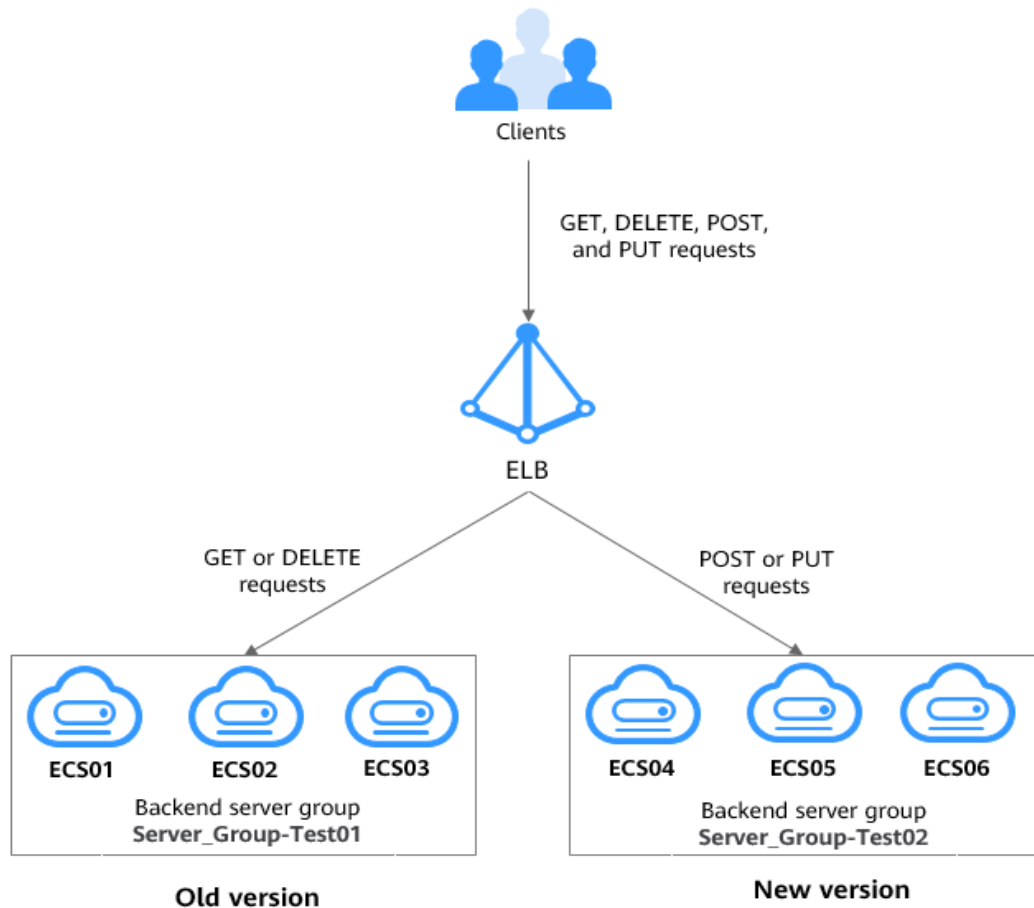 Clients
GET, DELETE, POST,
and PUT requests
ELB
GET or DELETE
requests
POST or PUT
requests
ECS01
ECS02
ECS03
Backend server group
Server_Group-Test01
Old version
ECS04
ECS05
ECS06
Backend server group
Server_Group-Test02
New version